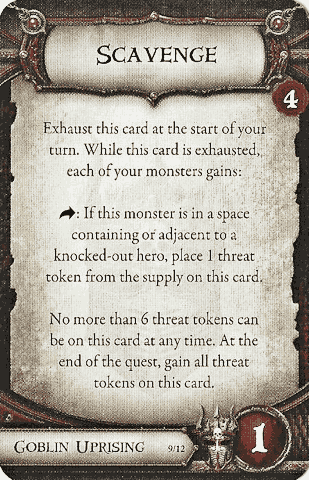 SCAVENGE
4
Exhaust this card at the start of your
turn. While this card is exhausted,
each of your monsters gains:
: If this monster is in a space
containing or adjacent to a
knocked-out hero, place 1 threat
token from the supply on this card.
No more than 6 threat tokens can
be on this card at any time. At the
end of the quest, gain all threat
tokens on this card.
GOBLIN UPRISING 9/12 1